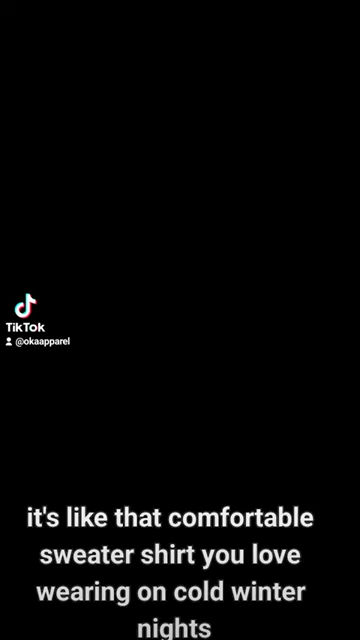 TikTok
@okaapparel
it's like that comfortable
sweater shirt you love
wearing on cold winter
nights